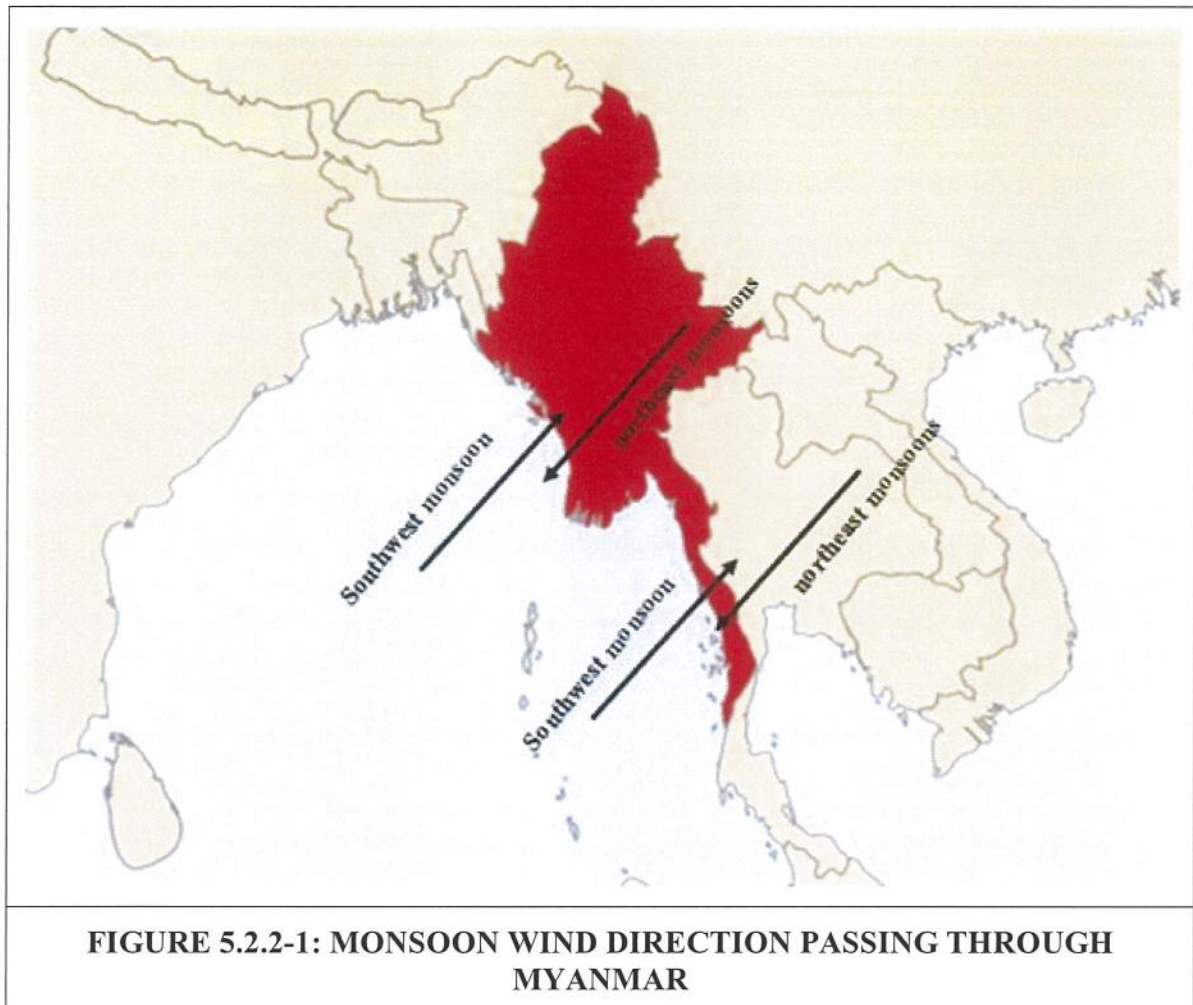 northeast monsoons
Southwest monsoon
northeast monsoons
Southwest monsoon
FIGURE 5.2.2-1: MONSOON WIND DIRECTION PASSING THROUGH
MYANMAR